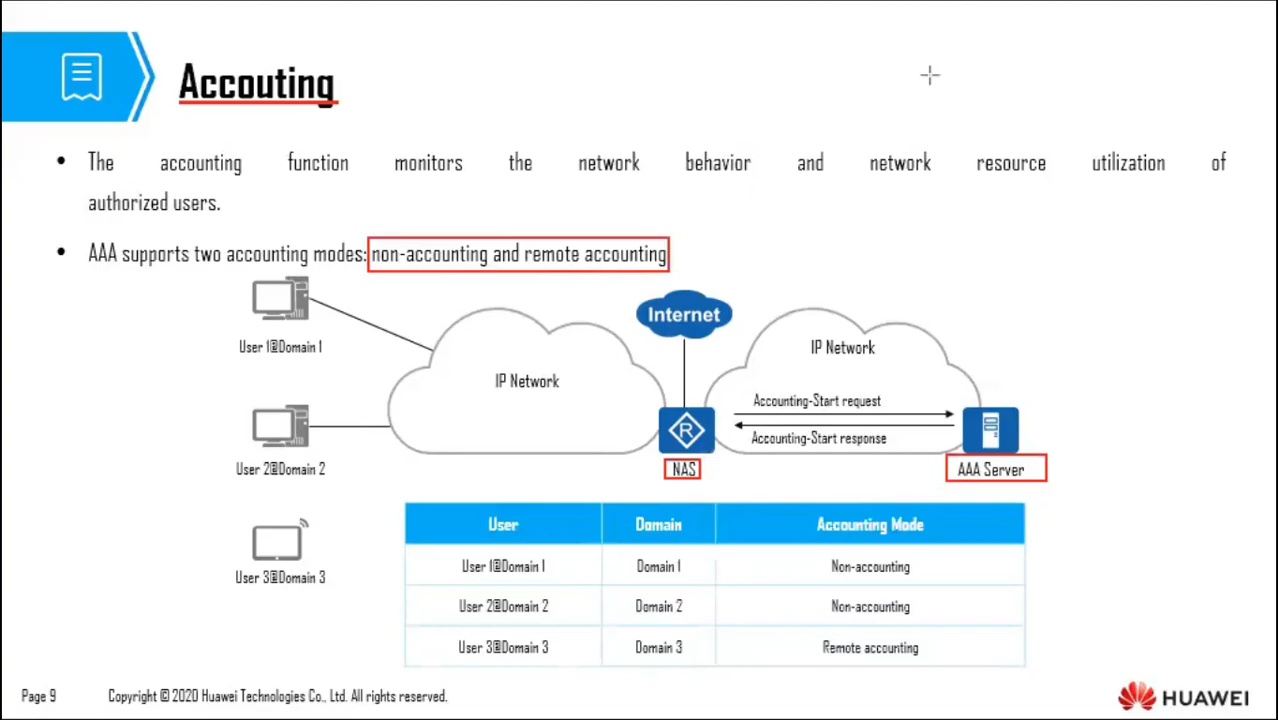 Accouting
The accounting function monitors the network behavior and network resource utilization of
authorized users.
AAA supports two accounting modes: non-accounting and remote accounting
User 1@Domain 1
User 2@Domain 2
User 3@Domain 3
IP Network
Internet
R
NAS
IP Network
Accounting-Start request
Accounting-Start response
AAA Server
User Domain Accounting Mode
User 1@Domain 1 Domain 1 Non-accounting
User 2@Domain 2 Domain 2 Non-accounting
User 3@Domain 3 Domain 3 Remote accounting
Page 9 Copyright © 2020 Huawei Technologies Co., Ltd. All rights reserved.
HUAWEI